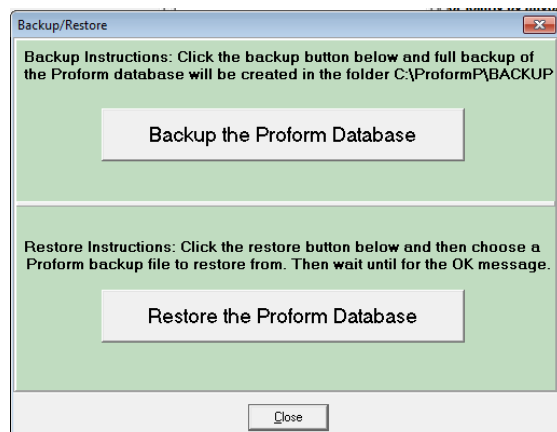 Backup/Restore
Backup Instructions: Click the backup button below and full backup of
the Proform database will be created in the folder C:\ProformP\BACKUP
Backup the Proform Database
Restore Instructions: Click the restore button below and then choose a
Proform backup file to restore from. Then wait until for the OK message.
Restore the Proform Database
Close